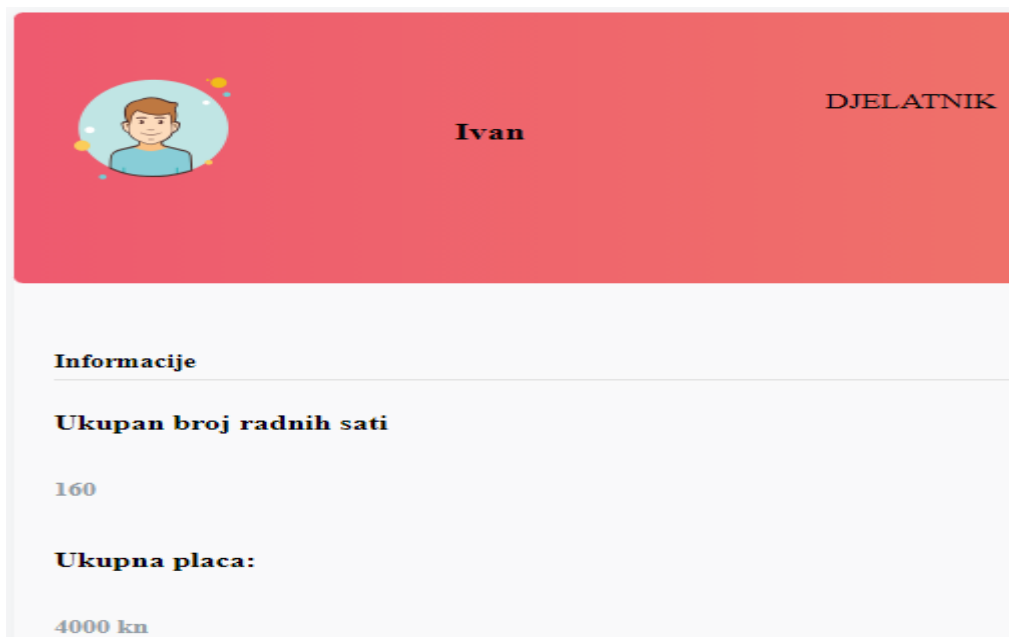 DJELATNIK
Ivan
Informacije
Ukupan broj radnih sati
160
Ukupna placa:
4000 kn